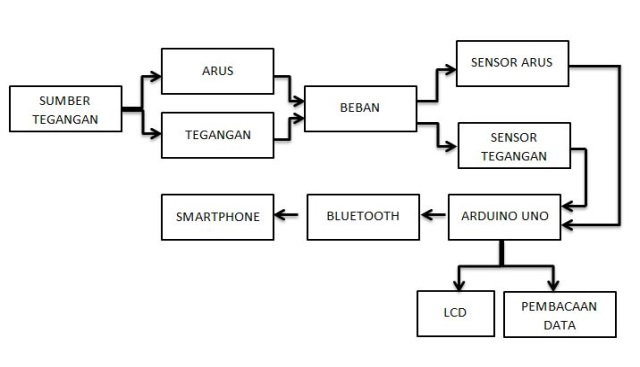 SUMBER
TEGANGAN
ARUS
TEGANGAN
BEBAN
SENSOR ARUS
SENSOR
TEGANGAN
SMARTPHONE
BLUETOOTH
ARDUINO UNO
LCD
PEMBACAAN
DATA